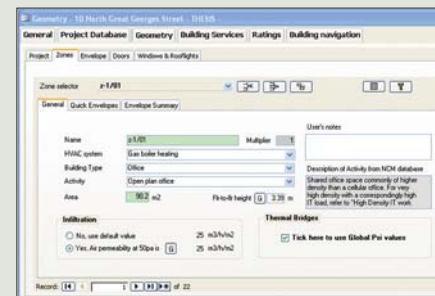 Geometry - 10 North Great Georges Street - DHESIS -
General Project Database Geometry Building Services Ratings Building navigation
Project Zones Envelope Doors Windows & Rooflights
Zone selector z-1/01
General Quick Envelopes Envelope Summary
User's notes
Name z-1/01 Multiplier 1
HVAC system Gas boiler heating
Building Type Office
Description of Activity from NCM database
Activity Open plan office
Shared office space commonly of higher
density than a cellular office. For very
high density with a correspondingly high
IT load, refer to "High Density IT work
Area 90.2 m2 Flr-to-flr height G 3.39 m
Infiltration
Thermal Bridges
No, use default value 25 m3/h/m2
Yes. Air permeability at 50pa is G 25 m3/h/m2
Tick here to use Global Psi values
Record: 1 of 22